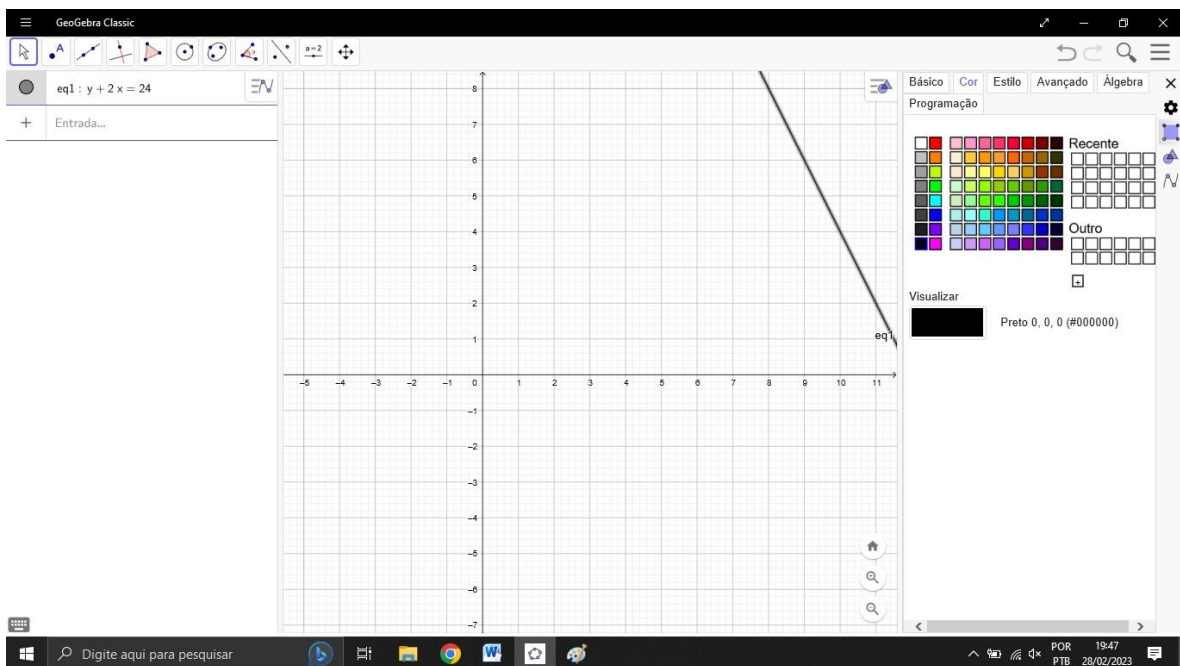 GeoGebra Classic
A
a=2
eq1 : y + 2 x = 24
Entrada...
Básico Cor Estilo Avançado Álgebra
Programação
Recente
Outro
Visualizar
Preto 0, 0, 0 (#000000)
8
7
6
5
4
3
2
1
eq1
−5 −4 −3 −2 −1 0 1 2 3 4 5 6 7 8 9 10 11
−1
−2
−3
−4
−5
−6
−7
Digite aqui para pesquisar
W
POR 19:47
PTB 28/02/2023